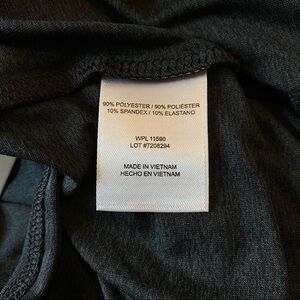 90% POLYESTER / 90% POLIÉSTER
10% SPANDEX / 10% ELASTANO
WPL 11590
LOT #T208294
MADE IN VIETNAM
HECHO EN VIETNAM